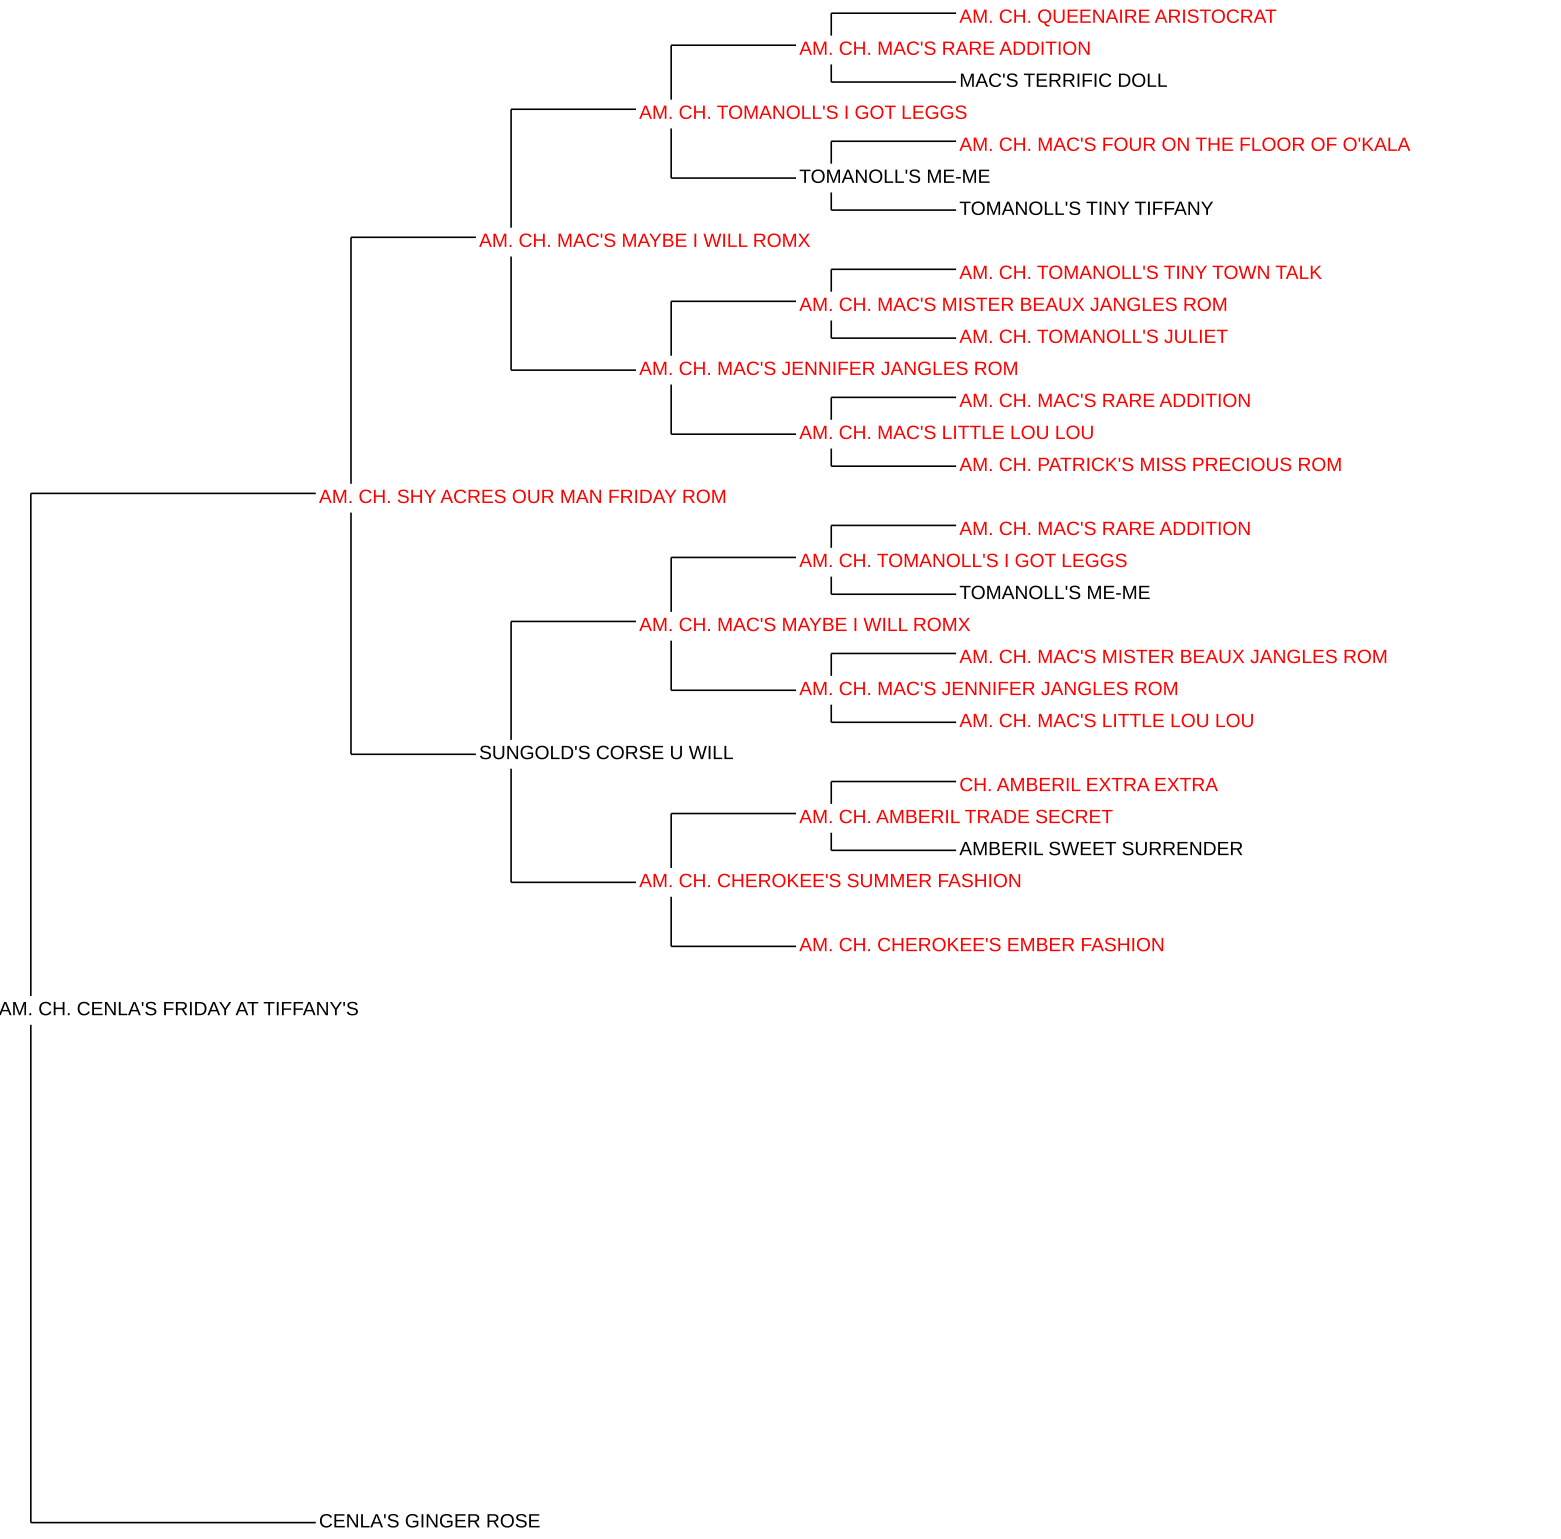 AM. CH. QUEENAIRE ARISTOCRAT
AM. CH. MAC'S RARE ADDITION
MAC'S TERRIFIC DOLL
AM. CH. TOMANOLL'S I GOT LEGGS
AM. CH. MAC'S FOUR ON THE FLOOR OF O'KALA
TOMANOLL'S ME-ME
TOMANOLL'S TINY TIFFANY
AM. CH. MAC'S MAYBE I WILL ROMX
AM. CH. TOMANOLL'S TINY TOWN TALK
AM. CH. MAC'S MISTER BEAUX JANGLES ROM
AM. CH. TOMANOLL'S JULIET
AM. CH. MAC'S JENNIFER JANGLES ROM
AM. CH. MAC'S RARE ADDITION
AM. CH. MAC'S LITTLE LOU LOU
AM. CH. PATRICK'S MISS PRECIOUS ROM
AM. CH. SHY ACRES OUR MAN FRIDAY ROM
AM. CH. MAC'S RARE ADDITION
AM. CH. TOMANOLL'S I GOT LEGGS
TOMANOLL'S ME-ME
AM. CH. MAC'S MAYBE I WILL ROMX
AM. CH. MAC'S MISTER BEAUX JANGLES ROM
AM. CH. MAC'S JENNIFER JANGLES ROM
AM. CH. MAC'S LITTLE LOU LOU
SUNGOLD'S CORSE U WILL
CH. AMBERIL EXTRA EXTRA
AM. CH. AMBERIL TRADE SECRET
AMBERIL SWEET SURRENDER
AM. CH. CHEROKEE'S SUMMER FASHION
AM. CH. CHEROKEE'S EMBER FASHION
AM. CH. CENLA'S FRIDAY AT TIFFANY'S
CENLA'S GINGER ROSE